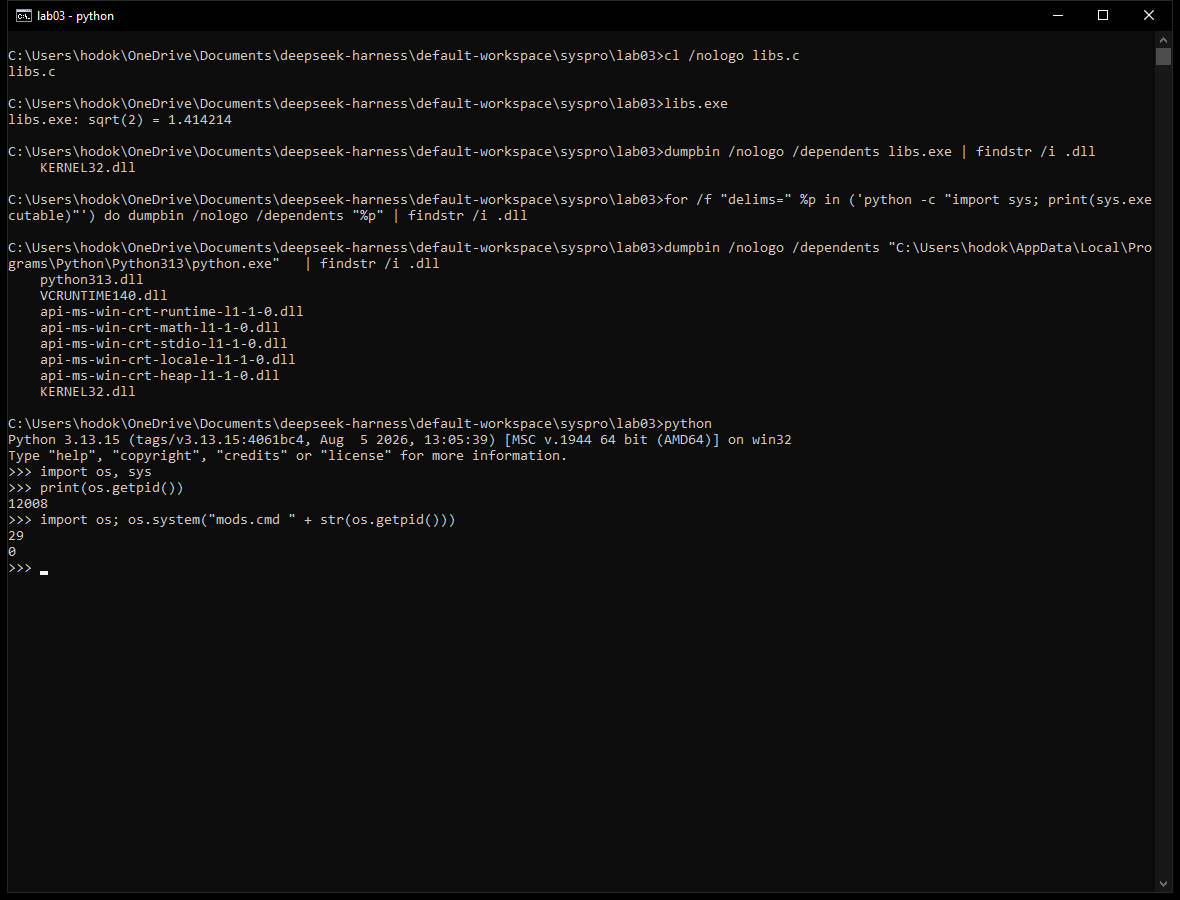 lab03 - python
C:\Users\hodok\OneDrive\Documents\deepseek-harness\default-workspace\syspro\lab03>cl /nologo libs.c
libs.c
C:\Users\hodok\OneDrive\Documents\deepseek-harness\default-workspace\syspro\lab03>libs.exe
libs.exe: sqrt(2) = 1.414214
C:\Users\hodok\OneDrive\Documents\deepseek-harness\default-workspace\syspro\lab03>dumpbin /nologo /dependents libs.exe | findstr /i .dll
    KERNEL32.dll
C:\Users\hodok\OneDrive\Documents\deepseek-harness\default-workspace\syspro\lab03>for /f "delims=" %p in ('python -c "import sys; print(sys.exe
cutable)"') do dumpbin /nologo /dependents "%p" | findstr /i .dll
C:\Users\hodok\OneDrive\Documents\deepseek-harness\default-workspace\syspro\lab03>dumpbin /nologo /dependents "C:\Users\hodok\AppData\Local\Pro
grams\Python\Python313\python.exe"   | findstr /i .dll
    python313.dll
    VCRUNTIME140.dll
    api-ms-win-crt-runtime-l1-1-0.dll
    api-ms-win-crt-math-l1-1-0.dll
    api-ms-win-crt-stdio-l1-1-0.dll
    api-ms-win-crt-locale-l1-1-0.dll
    api-ms-win-crt-heap-l1-1-0.dll
    KERNEL32.dll
C:\Users\hodok\OneDrive\Documents\deepseek-harness\default-workspace\syspro\lab03>python
Python 3.13.15 (tags/v3.13.15:4061bc4, Aug  5 2026, 13:05:39) [MSC v.1944 64 bit (AMD64)] on win32
Type "help", "copyright", "credits" or "license" for more information.
>>> import os, sys
>>> print(os.getpid())
12008
>>> import os; os.system("mods.cmd " + str(os.getpid()))
29
0
>>>